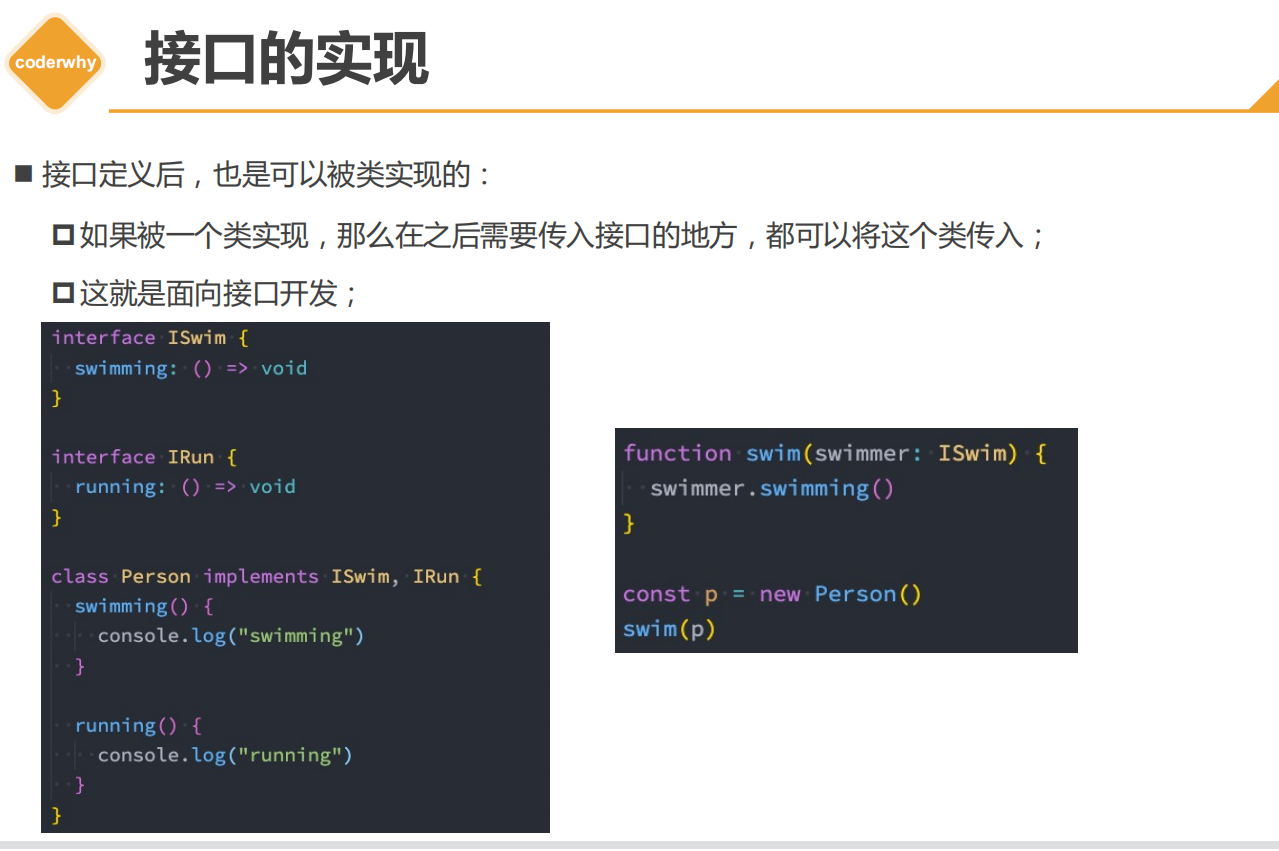 coderwhy
接口的实现
接口定义后，也是可以被类实现的：
如果被一个类实现，那么在之后需要传入接口的地方，都可以将这个类传入；
这就是面向接口开发；
interface ISwim {
  swimming: () => void
}
interface IRun {
  running: () => void
}
class Person implements ISwim, IRun {
  swimming() {
    console.log("swimming")
  }
  running() {
    console.log("running")
  }
}
function swim(swimmer: ISwim) {
  swimmer.swimming()
}
const p = new Person()
swim(p)